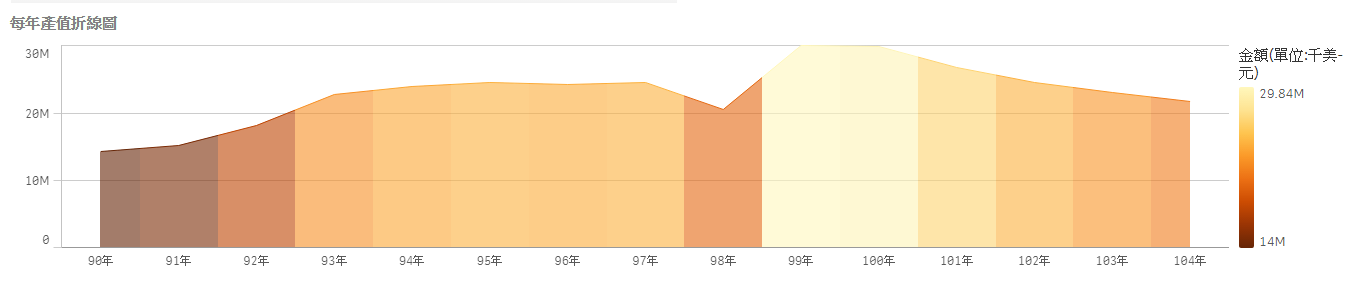 每年產值折線圖
30M
20M
10M
0
90年
91年
92年
93年
94年
95年
96年
97年
98年
99年
100年
101年
102年
103年
104年
金額(單位:千美-
元)
29.84M
14M